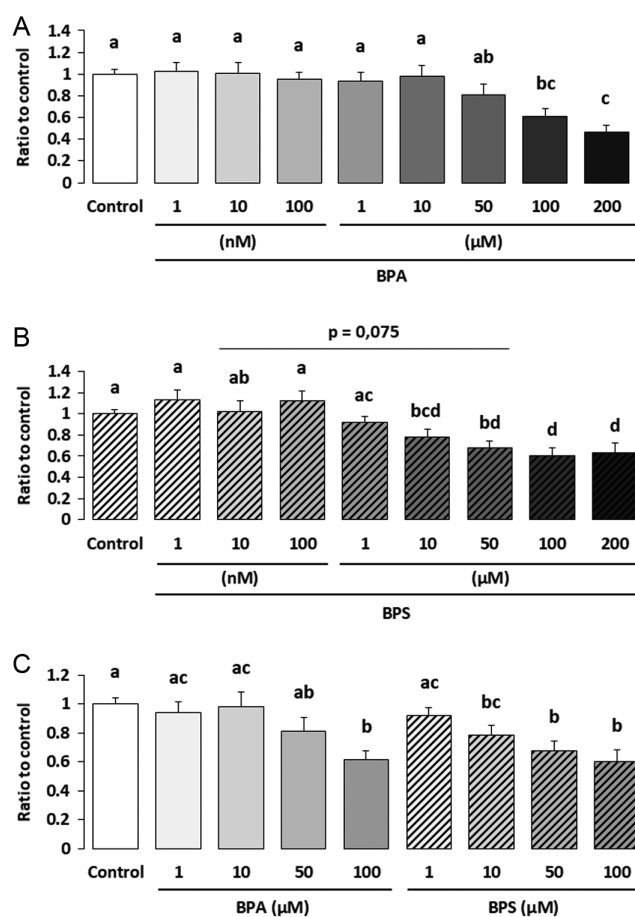 A
Ratio to control
1.4
1.2
1
0.8
0.6
0.4
0.2
0
a a a a a a ab bc c
Control 1 10 100 1 10 50 100 200
(nM) (µM)
BPA
p = 0,075
B
Ratio to control
1.4
1.2
1
0.8
0.6
0.4
0.2
0
a a ab a ac bcd bd d d
Control 1 10 100 1 10 50 100 200
(nM) (µM)
BPS
C
Ratio to control
1.2
1
0.8
0.6
0.4
0.2
0
a ac ac ab b ac bc b b
Control 1 10 50 100 1 10 50 100
BPA (µM) BPS (µM)